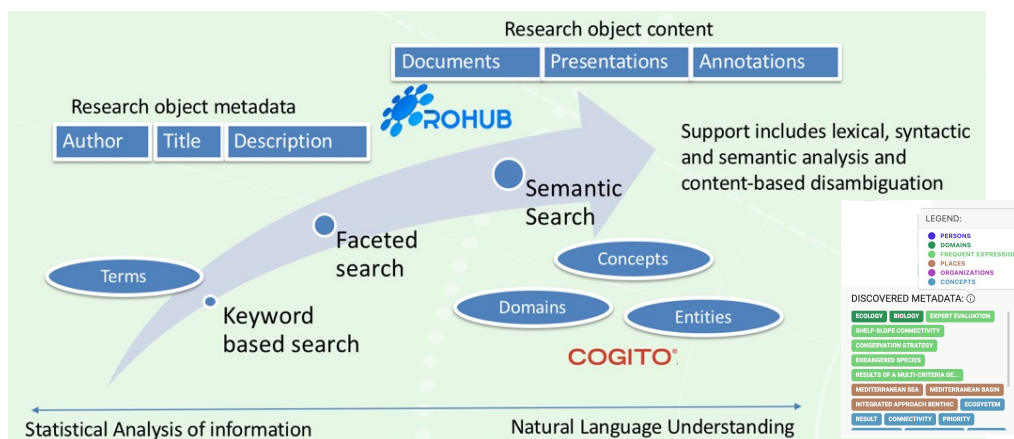 Research object content
Documents Presentations Annotations
Research object metadata
Author Title Description
ROHUB
Support includes lexical, syntactic
and semantic analysis and
content-based disambiguation
Semantic
Search
Faceted
search
Keyword
based search
Terms
Concepts
Domains
Entities
COGITO®
LEGEND:
PERSONS
DOMAINS
FREQUENT EXPRESSIO
PLACES
ORGANIZATIONS
CONCEPTS
DISCOVERED METADATA:
ECOLOGY BIOLOGY EXPERT EVALUATION
SHELF-SLOPE CONNECTIVITY
CONSERVATION STRATEGY
ENDANGERED SPECIES
RESULTS OF A MULTI-CRITERIA DE...
MEDITERRANEAN SEA MEDITERRANEAN BASIN
INTEGRATED APPROACH BENTHIC ECOSYSTEM
RESULT CONNECTIVITY PRIORITY
Statistical Analysis of information
Natural Language Understanding